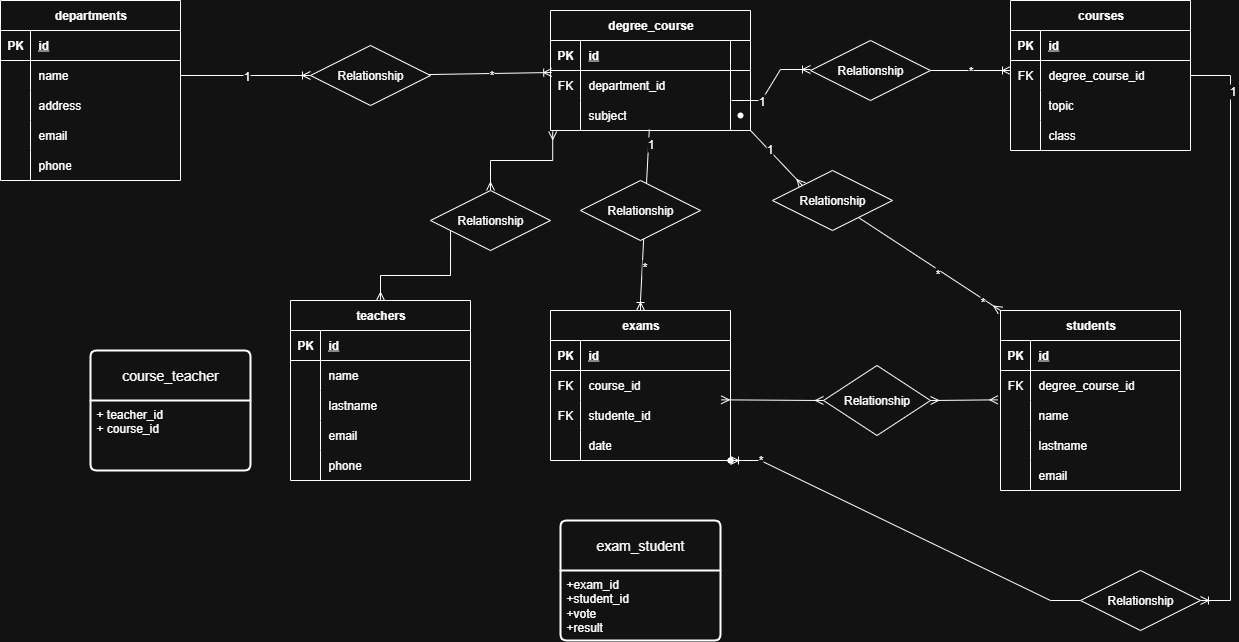 departments
PK id
name
address
email
phone
1
Relationship
*
degree_course
PK id
FK department_id
subject
1
Relationship
*
courses
PK id
FK degree_course_id
topic
class
1
Relationship
1
Relationship
*
1
Relationship
*
*
teachers
PK id
name
lastname
email
phone
course_teacher
+ teacher_id
+ course_id
exams
PK id
FK course_id
FK studente_id
date
Relationship
students
PK id
FK degree_course_id
name
lastname
email
*
Relationship
exam_student
+exam_id
+student_id
+vote
+result